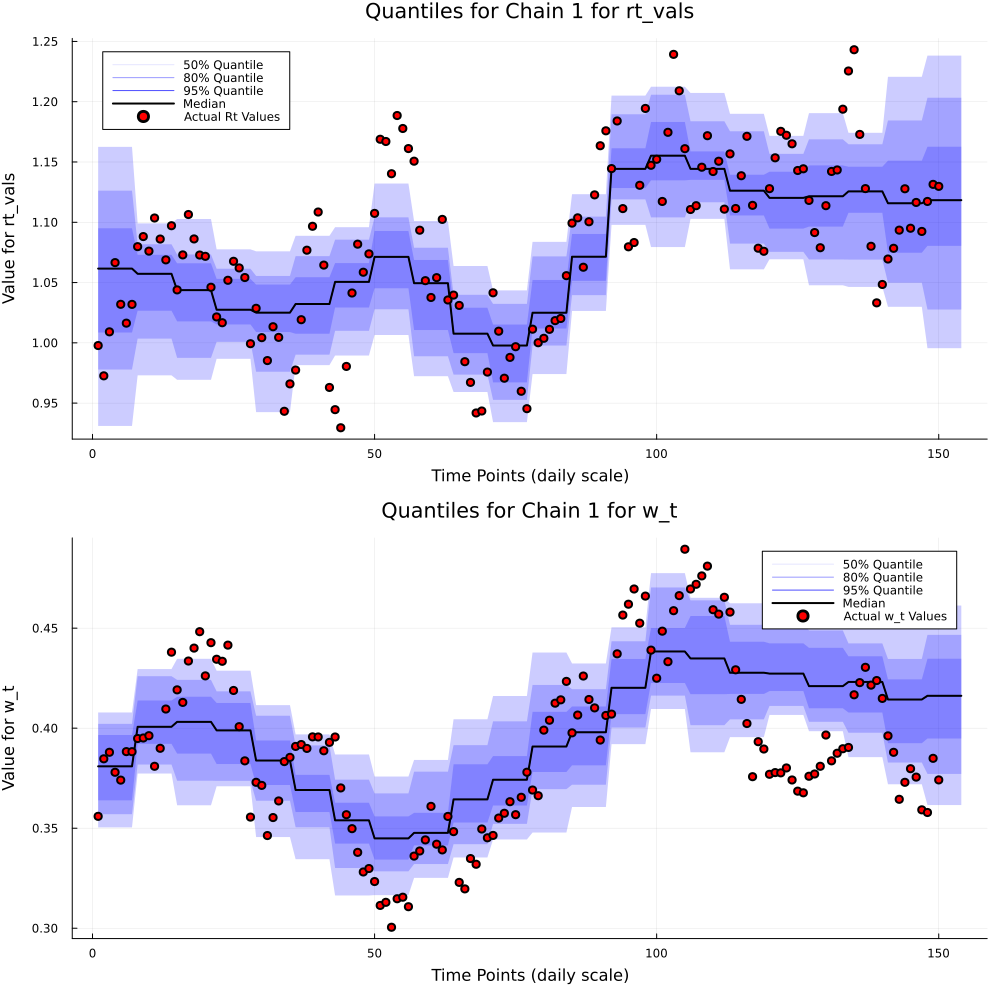 Quantiles for Chain 1 for rt_vals
1.25
1.20
1.15
1.10
1.05
1.00
0.95
Value for rt_vals
50% Quantile
80% Quantile
95% Quantile
Median
Actual Rt Values
0
50
100
150
Time Points (daily scale)
Quantiles for Chain 1 for w_t
0.45
0.40
0.35
0.30
Value for w_t
50% Quantile
80% Quantile
95% Quantile
Median
Actual w_t Values
0
50
100
150
Time Points (daily scale)